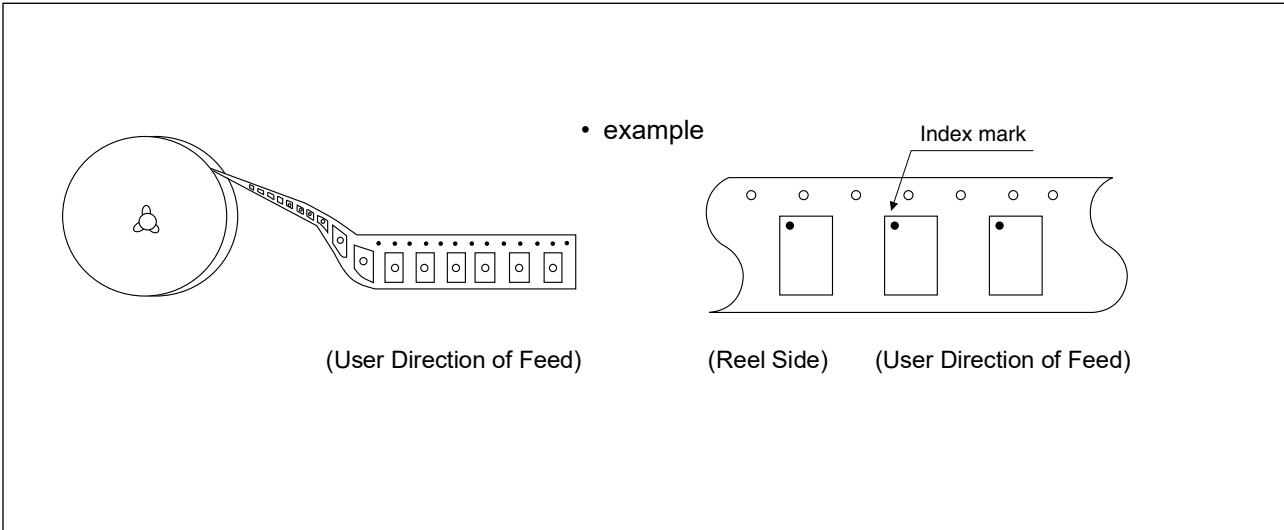 • example
Index mark
(User Direction of Feed)
(Reel Side)
(User Direction of Feed)